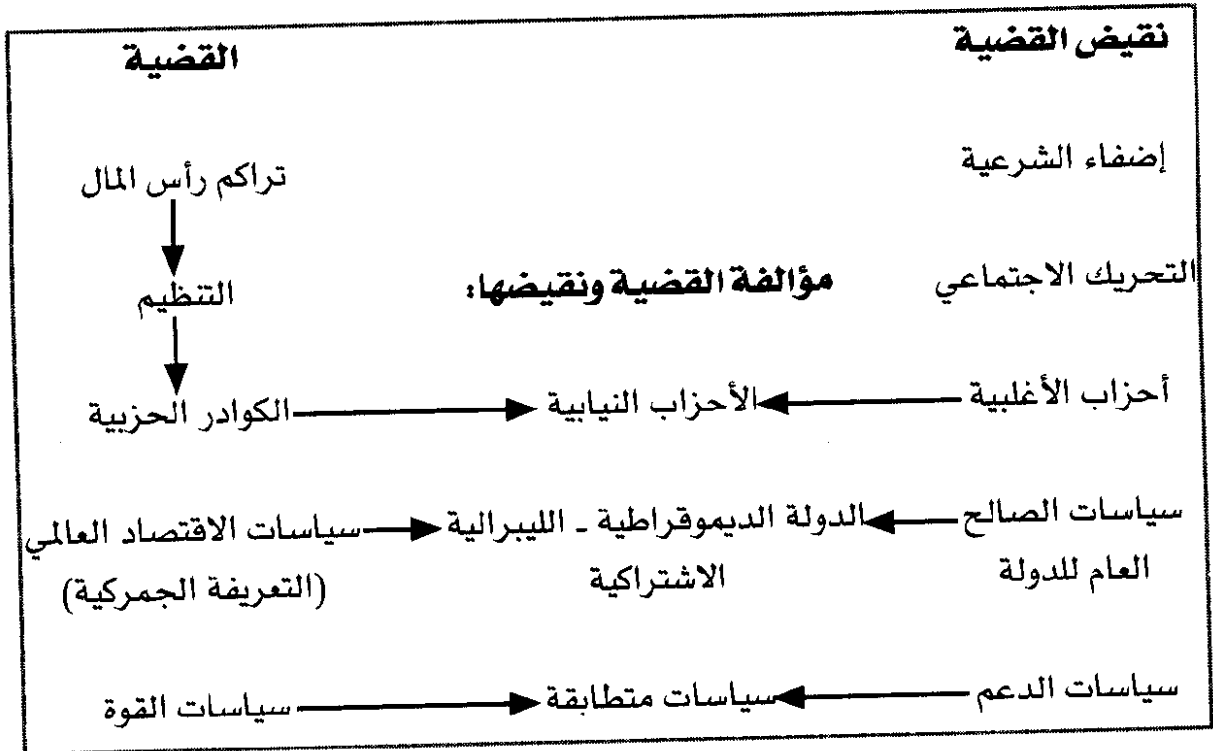 نقيض القضية
القضية
إضفاء الشرعية
تراكم رأس المال
التحريك الاجتماعي
مؤالفة القضية ونقيضها:
التنظيم
أحزاب الأغلبية
الأحزاب النيابية
الكوادر الحزبية
سياسات الصالح
العام للدولة
الدولة الديموقراطية ـ الليبرالية
الاشتراكية
سياسات الاقتصاد العالمي
(التعريفة الجمركية)
سياسات الدعم
سياسات متطابقة
سياسات القوة